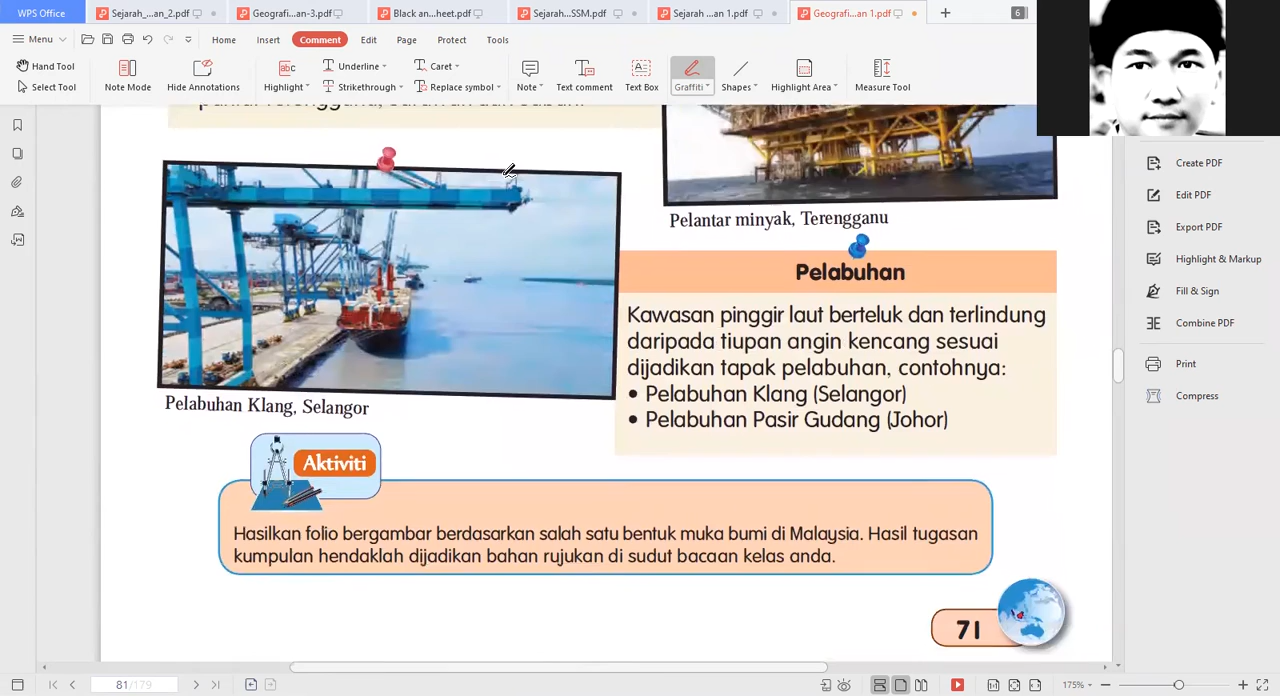 WPS Office
Sejarah_...an_2.pdf
Geografi...an-3.pdf
Black an...heet.pdf
Sejarah...SSM.pdf
Sejarah ...an 1.pdf
Geografi...an 1.pdf
6
Menu
Home
Insert
Comment
Edit
Page
Protect
Tools
Hand Tool
Select Tool
Note Mode
Hide Annotations
abc
Highlight
Underline
Strikethrough
Caret
Replace symbol
Note
Text comment
Text Box
Graffiti
Shapes
Highlight Area
Measure Tool
Create PDF
Edit PDF
Export PDF
Highlight & Markup
Fill & Sign
Combine PDF
Print
Compress
Pelantar minyak, Terengganu
Pelabuhan
Kawasan pinggir laut berteluk dan terlindung
daripada tiupan angin kencang sesuai
dijadikan tapak pelabuhan, contohnya:
• Pelabuhan Klang (Selangor)
• Pelabuhan Pasir Gudang (Johor)
Pelabuhan Klang, Selangor
Aktiviti
Hasilkan folio bergambar berdasarkan salah satu bentuk muka bumi di Malaysia. Hasil tugasan
kumpulan hendaklah dijadikan bahan rujukan di sudut bacaan kelas anda.
71
81/179
175%